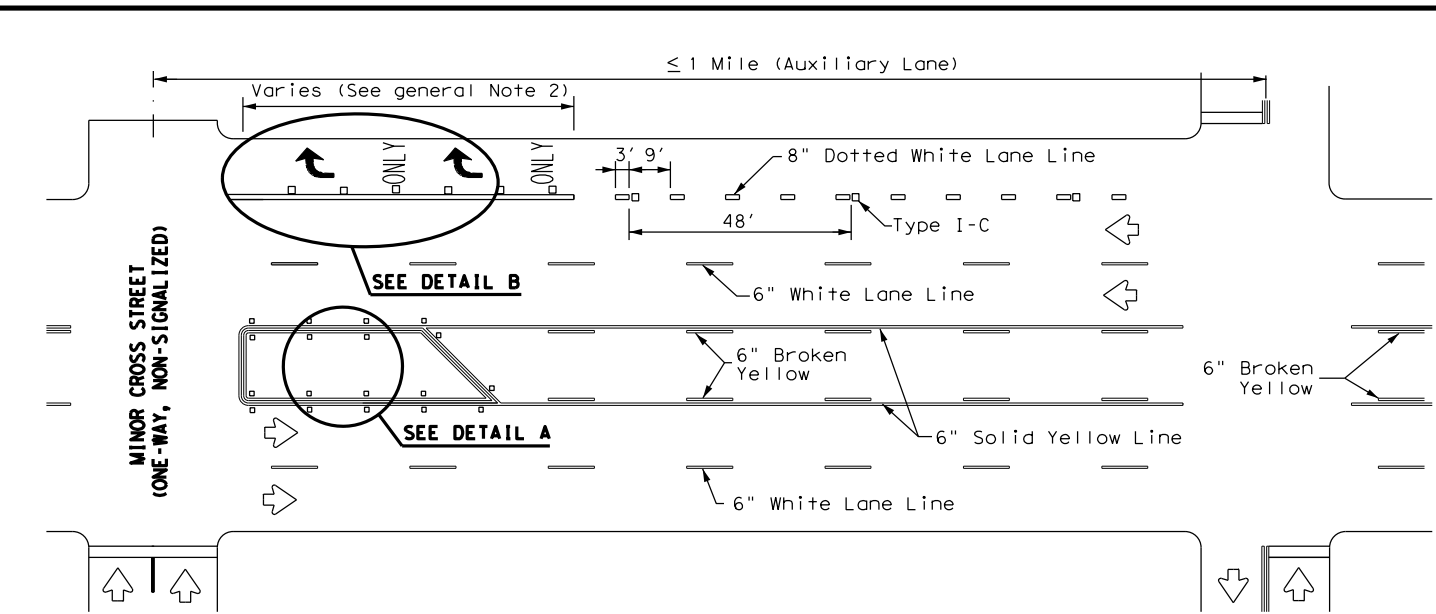 ≤ 1 Mile (Auxiliary Lane)
Varies (See general Note 2)
ONLY
ONLY
3' 9'
8" Dotted White Lane Line
48'
Type I-C
SEE DETAIL B
6" White Lane Line
MINOR CROSS STREET
(ONE-WAY, NON-SIGNALIZED)
6" Broken
Yellow
6" Broken
Yellow
SEE DETAIL A
6" Solid Yellow Line
6" White Lane Line